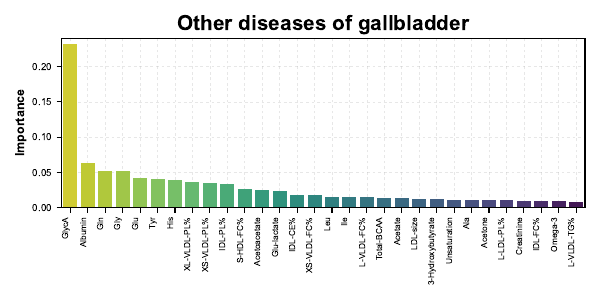 Other diseases of gallbladder
Importance
0.20
0.15
0.10
0.05
0.00
GlycA
Albumin
Gln
Gly
Glu
Tyr
His
XL-VLDL-PL%
XS-VLDL-PL%
IDL-PL%
S-HDL-FC%
Acetoacetate
Glu-lactate
IDL-CE%
XS-VLDL-FC%
Leu
Ile
L-VLDL-FC%
Total-BCAA
Acetate
LDL-size
3-Hydroxybutyrate
Unsaturation
Ala
Acetone
L-LDL-PL%
Creatinine
IDL-FC%
Omega-3
L-VLDL-TG%